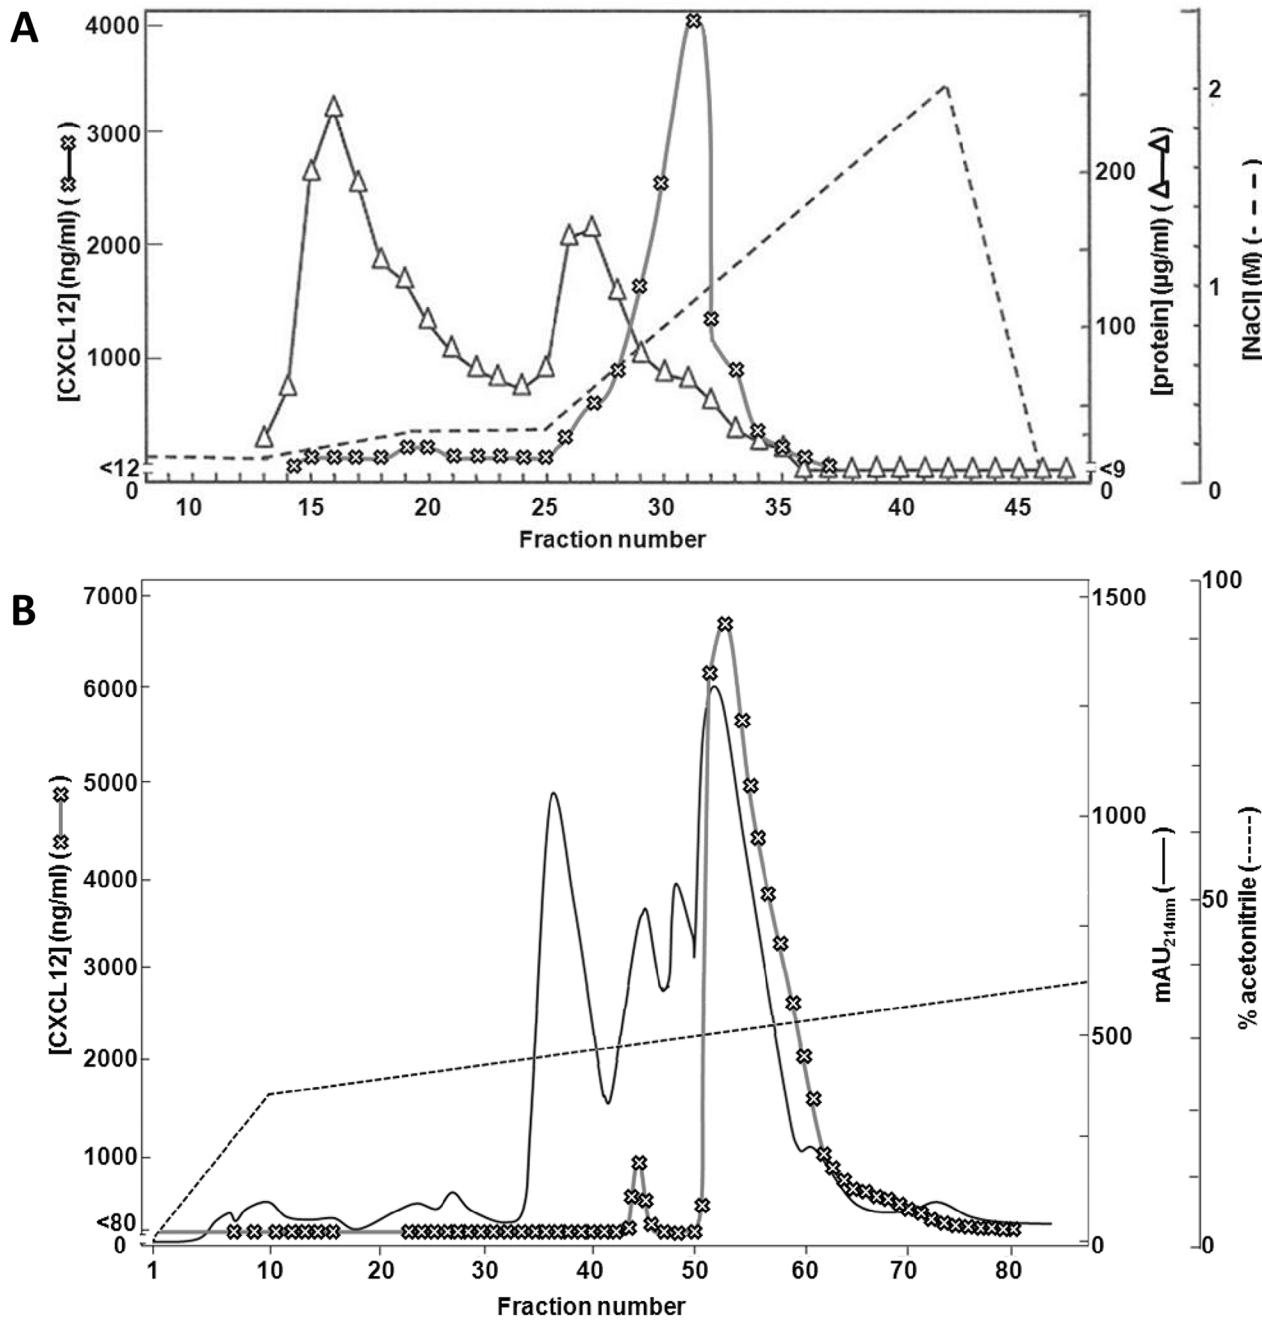 A
4000
3000
2000
1000
<12
0
[CXCL12] (ng/ml) ( )
10 15 20 25 30 35 40 45
Fraction number
200
100
<9
0
[protein] (µg/ml) (Δ—Δ)
2
1
0
[NaCl] (M) (- - -)
B
7000
6000
5000
4000
3000
2000
1000
<80
0
[CXCL12] (ng/ml) ( )
1 10 20 30 40 50 60 70 80
Fraction number
1500
1000
500
0
mAU214nm (—)
100
50
0
% acetonitrile (-----)